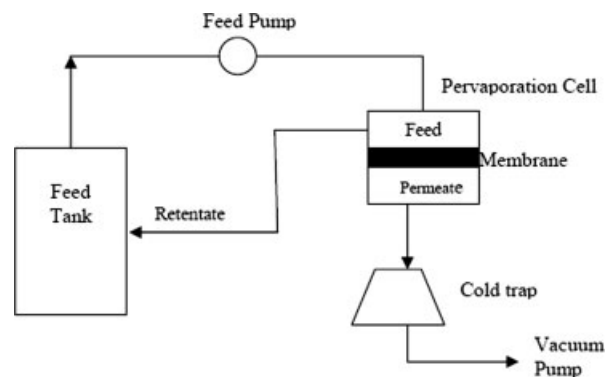 Feed Pump
Pervaporation Cell
Feed
Membrane
Permeate
Feed
Tank
Retentate
Cold trap
Vacuum
Pump